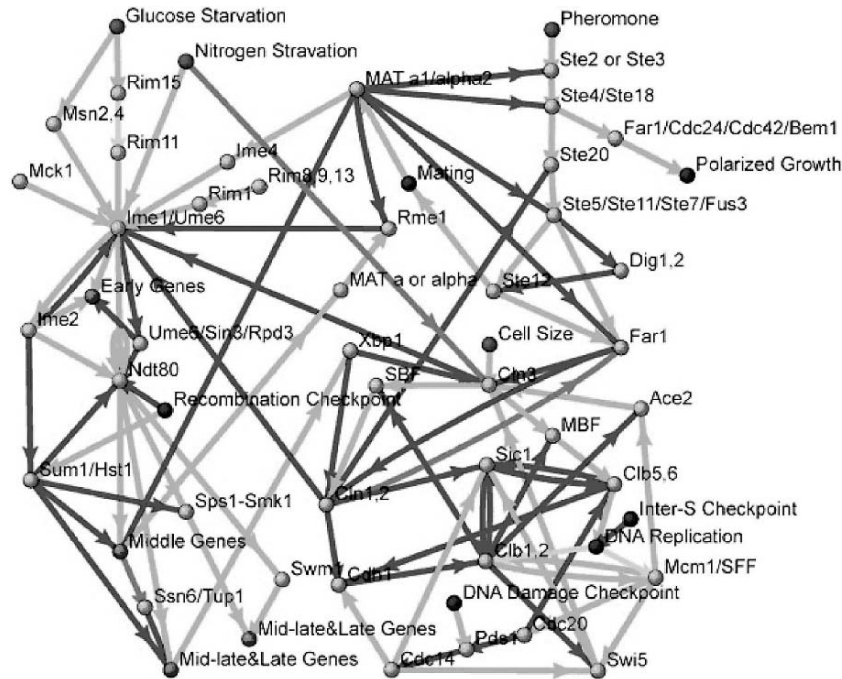 Glucose Starvation
Pheromone
Nitrogen Stravation
Ste2 or Ste3
MAT a1/alpha2
Rim15
Ste4/Ste18
Msn2,4
Far1/Cdc24/Cdc42/Bem1
Rim11
Ime4
Ste20
Mck1
Rim8,9,13
Mating
Polarized Growth
Rim1
Ime1/Ume6
Rme1
Ste5/Ste11/Ste7/Fus3
MAT a or alpha
Dig1,2
Ste12
Early Genes
Ime2
Ume6/Sin3/Rpd3
Xbp1
Cell Size
Far1
Ndt80
SBF
Cln3
Recombination Checkpoint
Ace2
MBF
Sic1
Sum1/Hst1
Clb5,6
Sps1-Smk1
Cln1,2
Inter-S Checkpoint
DNA Replication
Middle Genes
Clb1,2
Swm1
Cdh1
Mcm1/SFF
DNA Damage Checkpoint
Ssn6/Tup1
Cdc20
Mid-late&Late Genes
Pds1
Mid-late&Late Genes
Cdc14
Swi5